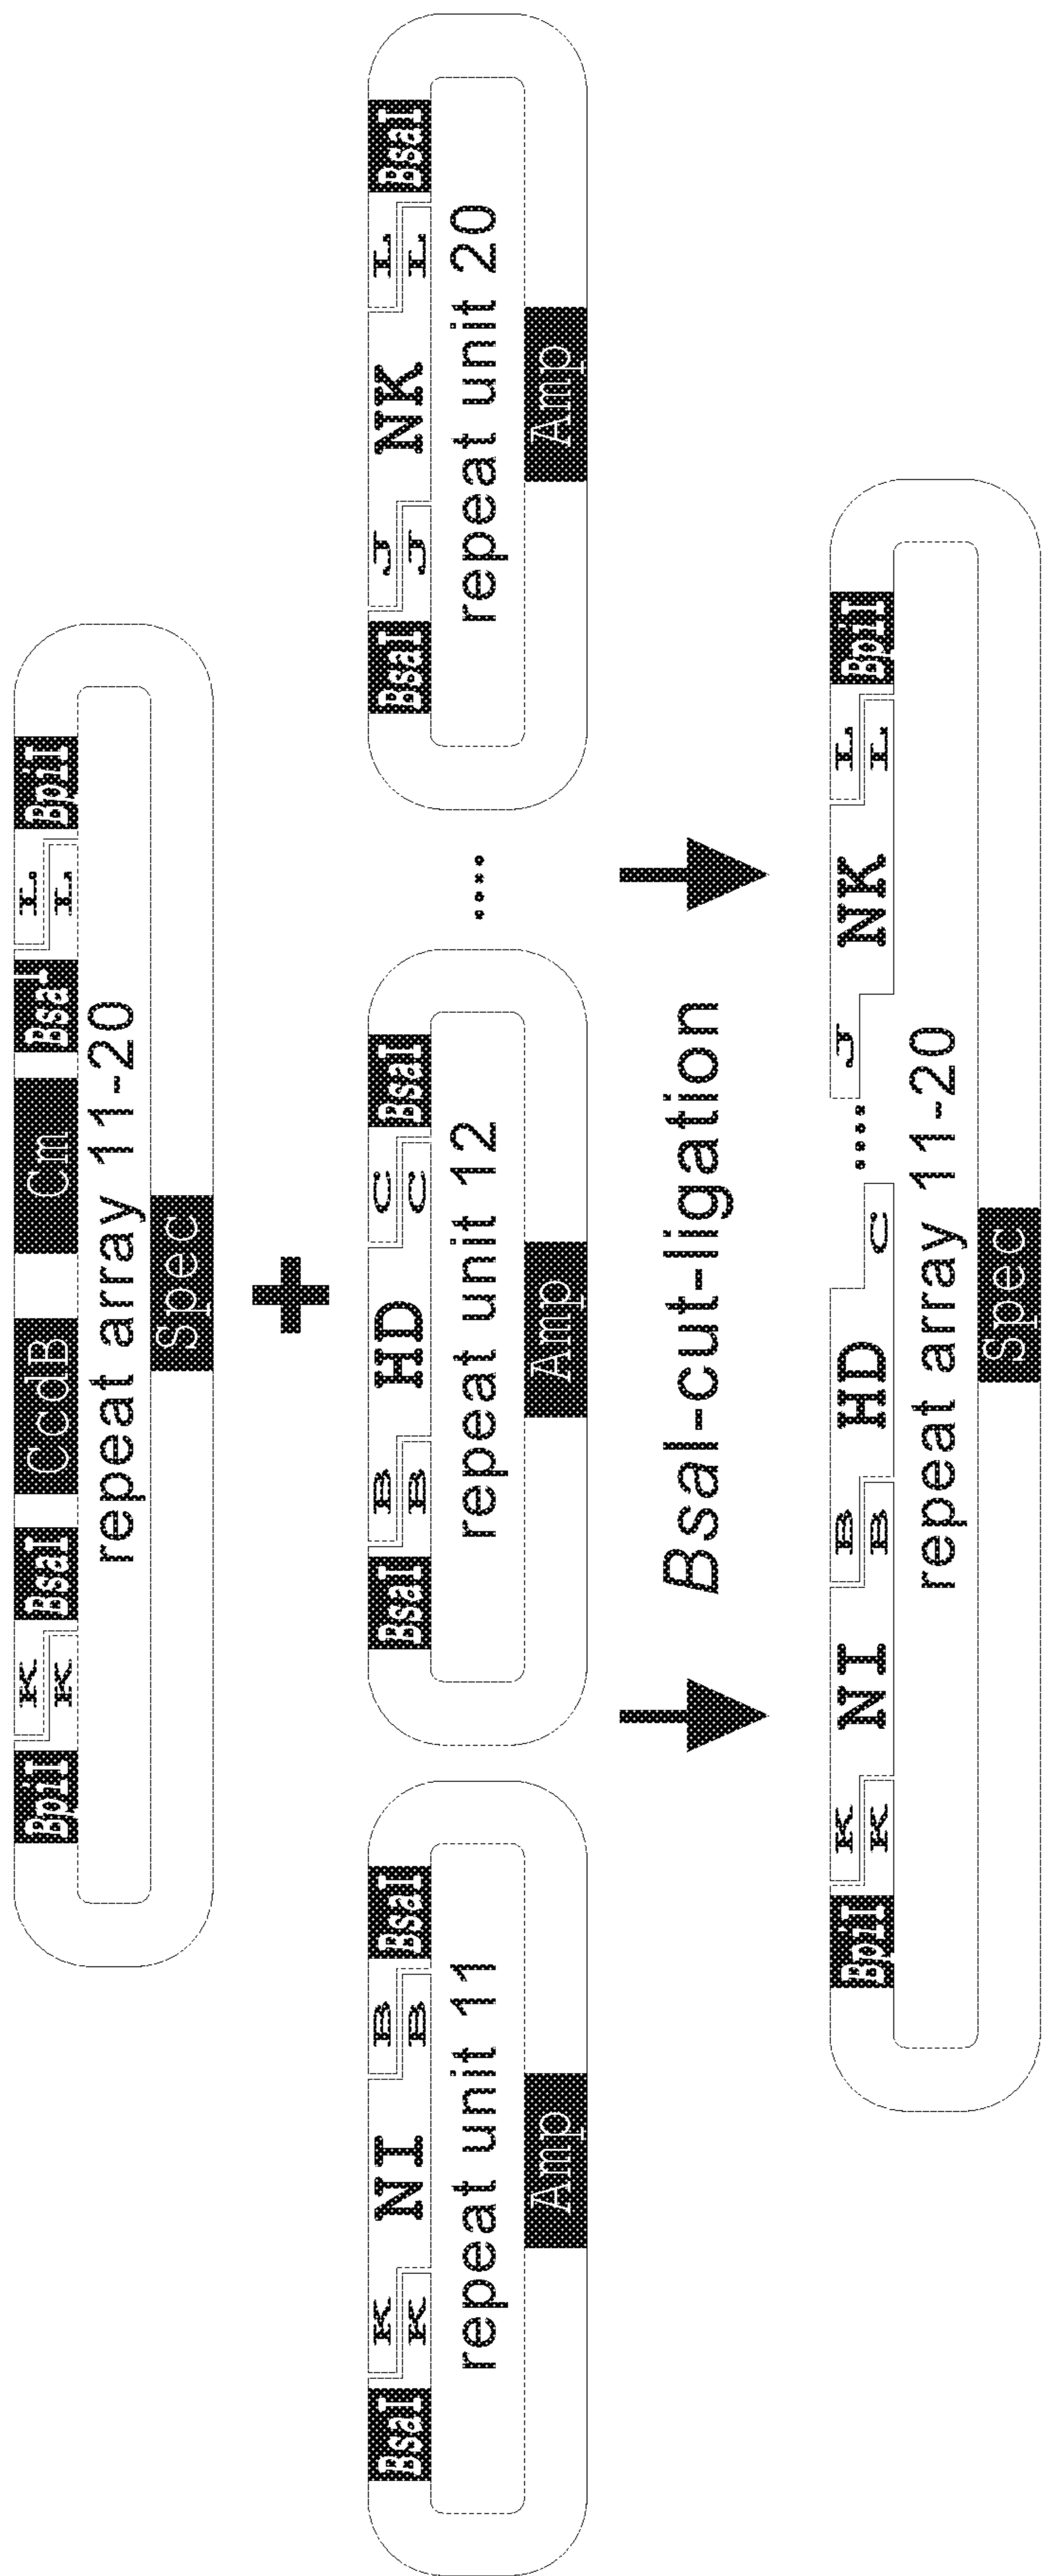 BpiI K K BsaI CcdB Cm BsaI L L BpiI
repeat array 11-20
Spec
+
BsaI K K NI B B BsaI
repeat unit 11
Amp
BsaI B B HD C C BsaI
repeat unit 12
Amp
....
BsaI J J NK L L BsaI
repeat unit 20
Amp
BsaI-cut-ligation
BpiI K K NI B B HD C .... J NK L L BpiI
repeat array 11-20
Spec